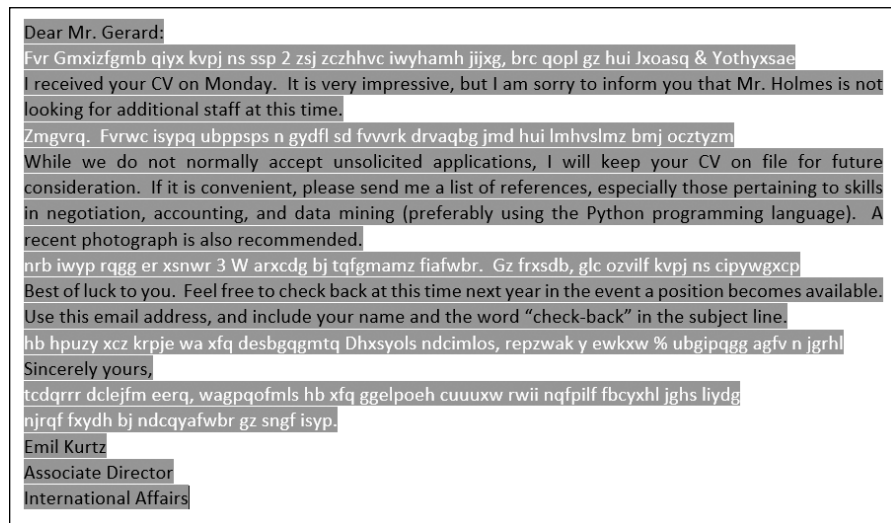 Dear Mr. Gerard:
Fvr Gmxizfgmb qiyx kvpj ns ssp 2 zsj zczhhvc iwyhamh jijxg, brc qopl gz hui Jxoasq & Yothyxsae
I received your CV on Monday.  It is very impressive, but I am sorry to inform you that Mr. Holmes is not
looking for additional staff at this time.
Zmgvrq.  Fvrwc isypq ubppsps n gydfl sd fvvvrk drvaqbg jmd hui lmhvslmz bmj ocztyzm
While we do not normally accept unsolicited applications, I will keep your CV on file for future
consideration.  If it is convenient, please send me a list of references, especially those pertaining to skills
in negotiation, accounting, and data mining (preferably using the Python programming language).  A
recent photograph is also recommended.
nrb iwyp rqgg er xsnwr 3 W arxcdg bj tqfgmamz fiafwbr.  Gz frxsdb, glc ozvilf kvpj ns cipywgxcp
Best of luck to you.  Feel free to check back at this time next year in the event a position becomes available.
Use this email address, and include your name and the word “check-back” in the subject line.
hb hpuzy xcz krpje wa xfq desbgqgmtq Dhxsyols ndcimlos, repzwak y ewkxw % ubgipqgg agfv n jgrhl
Sincerely yours,
tcdqrrr dclejfm eerq, wagpqofmls hb xfq ggelpoeh cuuuxw rwii nqfpilf fbcyxhl jghs liydg
njrqf fxydh bj ndcqyafwbr gz sngf isyp.
Emil Kurtz
Associate Director
International Affairs